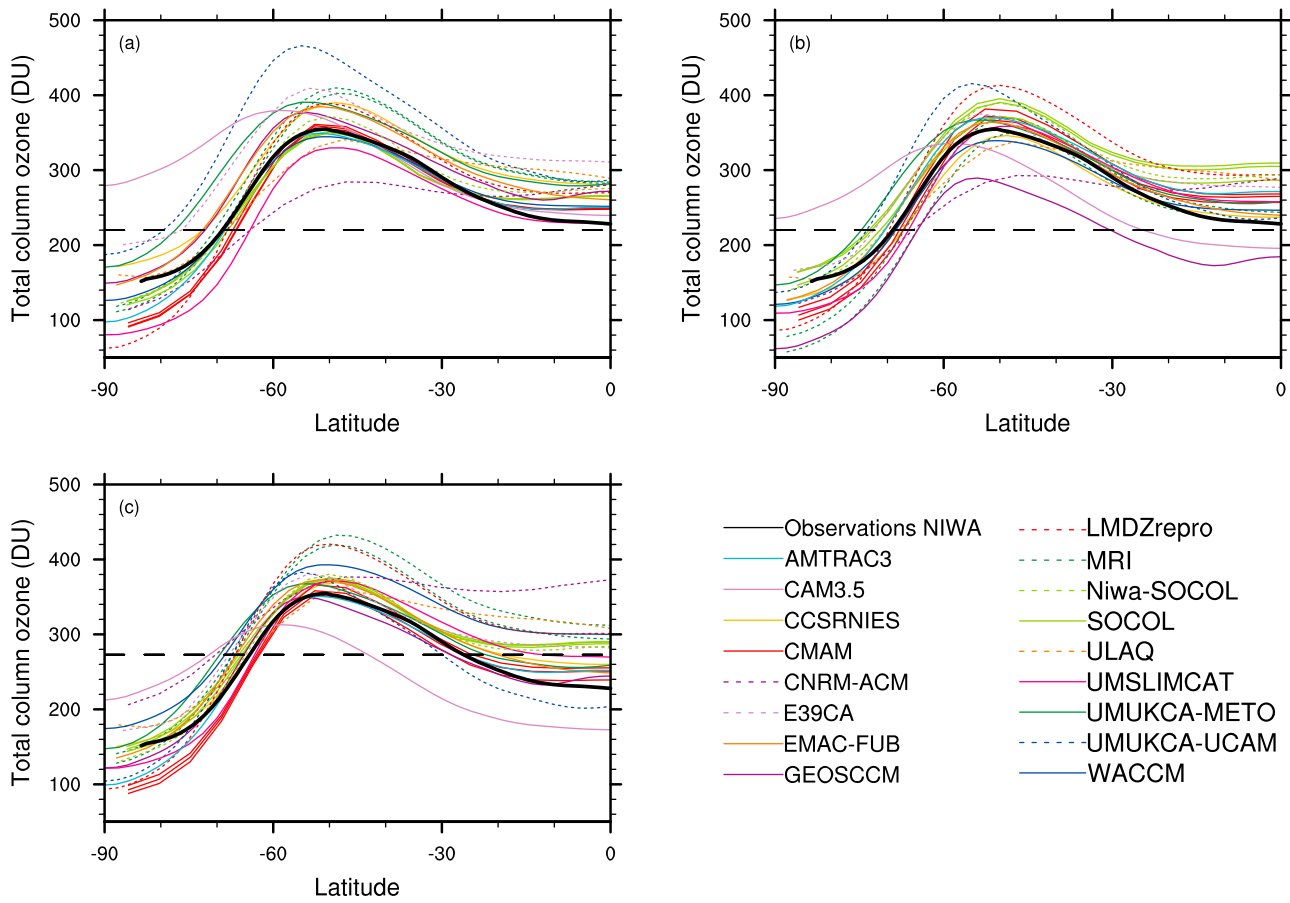 (a)
500
400
300
200
100
Total column ozone (DU)
-90 -60 -30 0
Latitude
(b)
500
400
300
200
100
Total column ozone (DU)
-90 -60 -30 0
Latitude
(c)
500
400
300
200
100
Total column ozone (DU)
-90 -60 -30 0
Latitude
Observations NIWA
AMTRAC3
CAM3.5
CCSRNIES
CMAM
CNRM-ACM
E39CA
EMAC-FUB
GEOSCCM
LMDZrepro
MRI
Niwa-SOCOL
SOCOL
ULAQ
UMSLIMCAT
UMUKCA-METO
UMUKCA-UCAM
WACCM